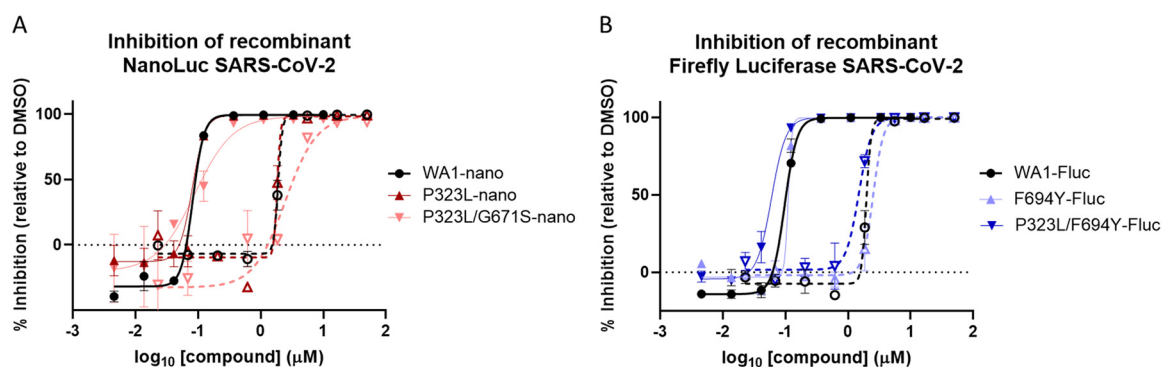 A
Inhibition of recombinant
NanoLuc SARS-CoV-2
% Inhibition (relative to DMSO)
100
50
0
-3
-2
-1
0
1
2
log10 [compound] (μM)
WA1-nano
P323L-nano
P323L/G671S-nano
B
Inhibition of recombinant
Firefly Luciferase SARS-CoV-2
% Inhibition (relative to DMSO)
100
50
0
-3
-2
-1
0
1
2
log10 [compound] (μM)
WA1-Fluc
F694Y-Fluc
P323L/F694Y-Fluc